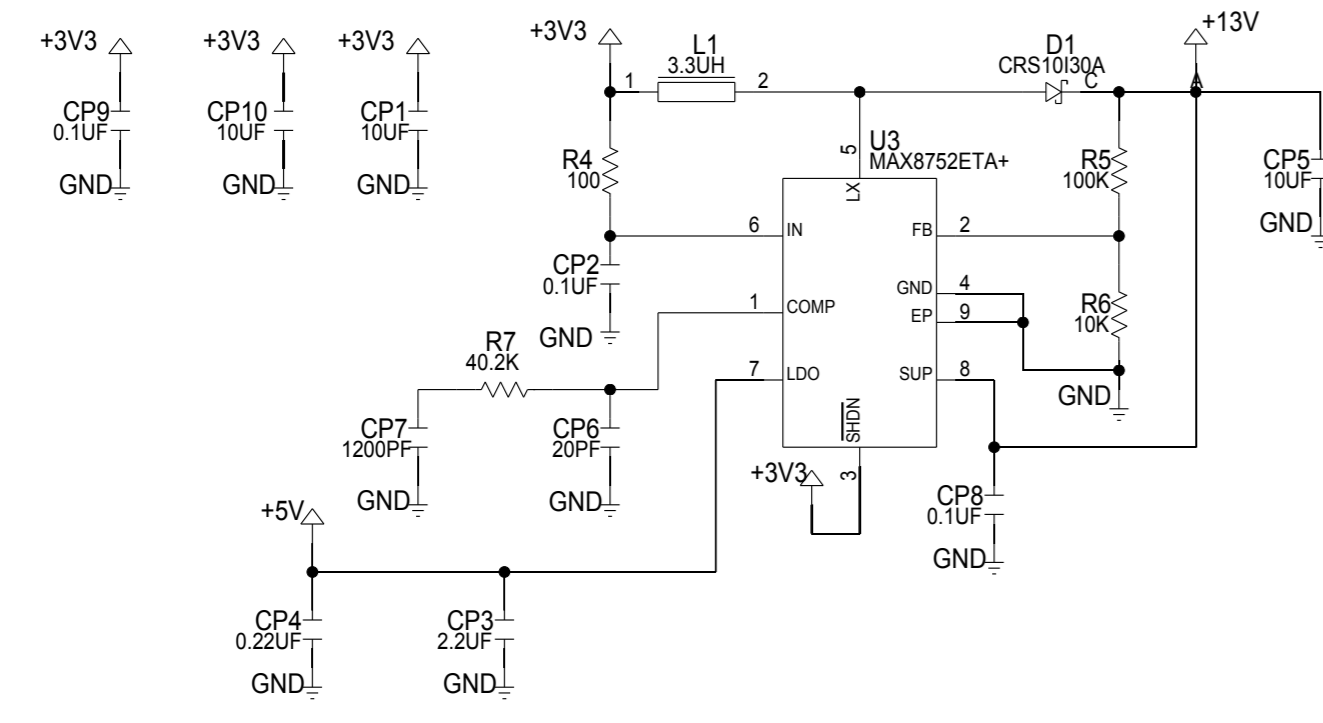 +3V3
CP9
0.1UF
GND
+3V3
CP10
10UF
GND
+3V3
CP1
10UF
GND
+3V3
1
L1
3.3UH
2
D1
CRS10I30A
C
A
+13V
R4
100
5
U3
MAX8752ETA+
LX
R5
100K
CP5
10UF
GND
6
IN
FB
2
CP2
0.1UF
GND
1
COMP
GND
4
EP
9
R6
10K
GND
R7
40.2K
7
LDO
SUP
8
CP7
1200PF
GND
CP6
20PF
GND
SHDN
3
+3V3
CP8
0.1UF
GND
+5V
CP4
0.22UF
GND
CP3
2.2UF
GND